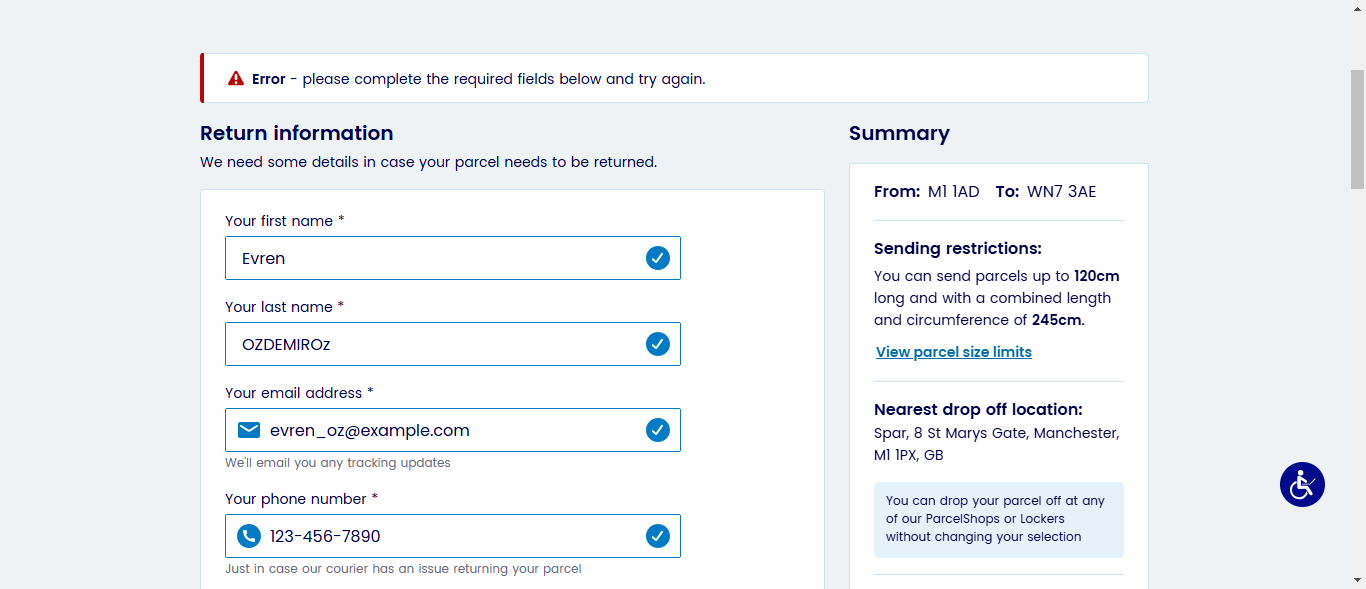 Error - please complete the required fields below and try again.
Return information
We need some details in case your parcel needs to be returned.
Your first name *
Evren
Your last name *
OZDEMIROz
Your email address *
evren_oz@example.com
We'll email you any tracking updates
Your phone number *
123-456-7890
Just in case our courier has an issue returning your parcel
Summary
From: M1 1AD To: WN7 3AE
Sending restrictions:
You can send parcels up to 120cm
long and with a combined length
and circumference of 245cm.
View parcel size limits
Nearest drop off location:
Spar, 8 St Marys Gate, Manchester,
M1 1PX, GB
You can drop your parcel off at any
of our ParcelShops or Lockers
without changing your selection